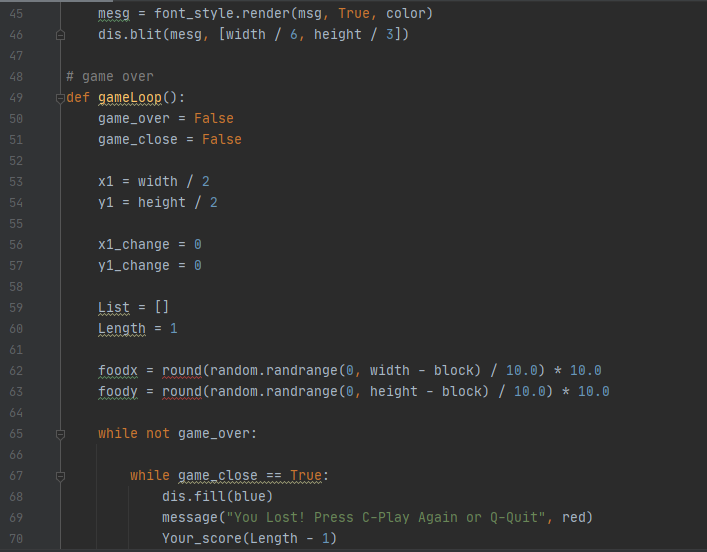 45 mesg = font_style.render(msg, True, color)
46 dis.blit(mesg, [width / 6, height / 3])
47
48 # game over
49 def gameLoop():
50 game_over = False
51 game_close = False
52
53 x1 = width / 2
54 y1 = height / 2
55
56 x1_change = 0
57 y1_change = 0
58
59 List = []
60 Length = 1
61
62 foodx = round(random.randrange(0, width - block) / 10.0) * 10.0
63 foody = round(random.randrange(0, height - block) / 10.0) * 10.0
64
65 while not game_over:
66
67 while game_close == True:
68 dis.fill(blue)
69 message("You Lost! Press C-Play Again or Q-Quit", red)
70 Your_score(Length - 1)